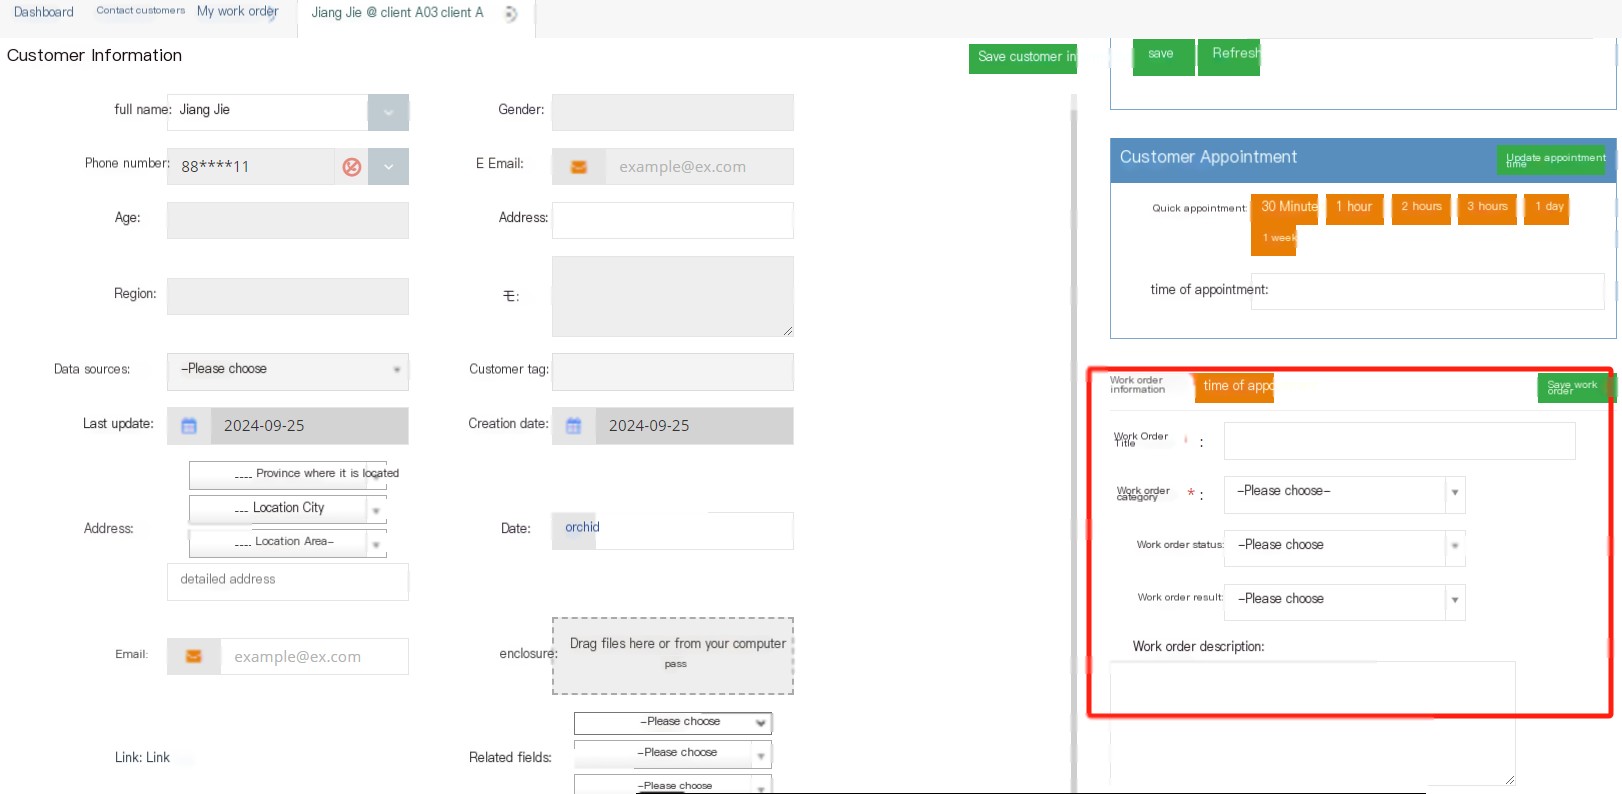 Dashboard
Contact customers
My work order
Jiang Jie @ client A03 client A
Customer Information
Save customer in
full name:
Jiang Jie
Gender:
Phone number:
88****11
E Email:
example@ex.com
Age:
Address:
Region:
モ:
Data sources:
–Please choose
Customer tag:
Last update:
2024-09-25
Creation date:
2024-09-25
---- Province where it is located
--- Location City
Address:
---- Location Area–
Date:
orchid
detailed address
Email:
example@ex.com
enclosure:
Drag files here or from your computer
pass
–Please choose
Link: Link
Related fields:
–Please choose
–Please choose
save
Refresh
Customer Appointment
Update appointment
time
Quick appointment:
30 Minute
1 hour
2 hours
3 hours
1 day
1 week
time of appointment:
Work order
information
time of appo
Save work
order
Work Order
Title
:
Work order
category
* :
–Please choose–
Work order status:
–Please choose
Work order result:
–Please choose
Work order description: